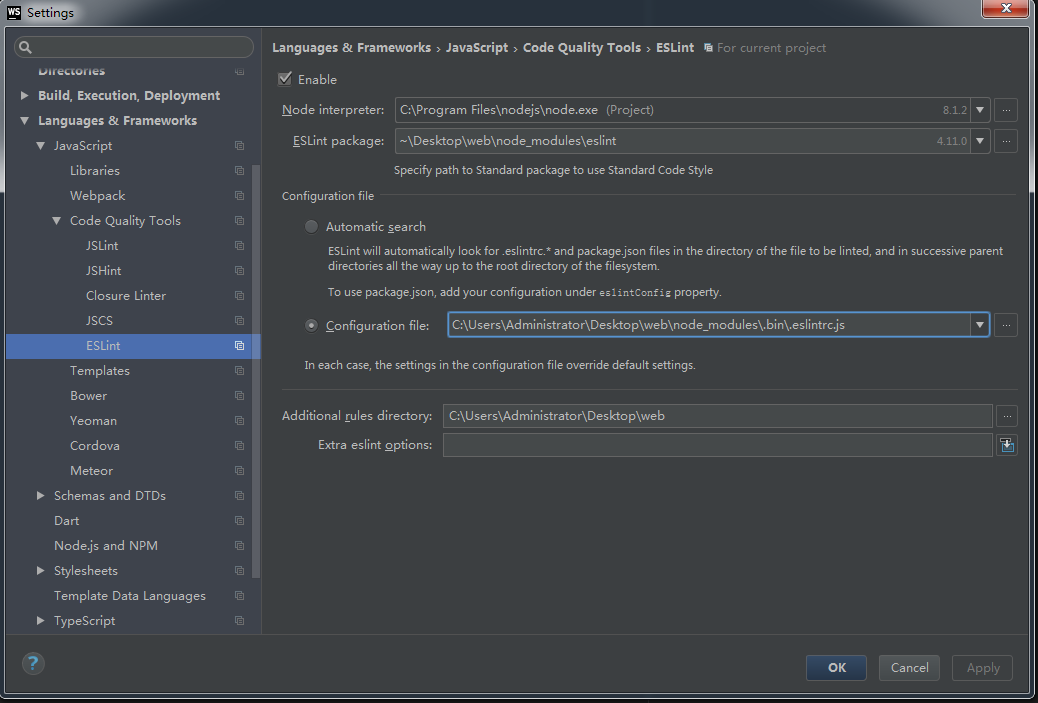 WS Settings
Directories
Build, Execution, Deployment
Languages & Frameworks
JavaScript
Libraries
Webpack
Code Quality Tools
JSLint
JSHint
Closure Linter
JSCS
ESLint
Templates
Bower
Yeoman
Cordova
Meteor
Schemas and DTDs
Dart
Node.js and NPM
Stylesheets
Template Data Languages
TypeScript
Languages & Frameworks › JavaScript › Code Quality Tools › ESLint For current project
Enable
Node interpreter: C:\Program Files\nodejs\node.exe (Project) 8.1.2 ...
ESLint package: ~\Desktop\web\node_modules\eslint 4.11.0 ...
Specify path to Standard package to use Standard Code Style
Configuration file
Automatic search
ESLint will automatically look for .eslintrc.* and package.json files in the directory of the file to be linted, and in successive parent
directories all the way up to the root directory of the filesystem.
To use package.json, add your configuration under eslintConfig property.
Configuration file: C:\Users\Administrator\Desktop\web\node_modules\.bin\.eslintrc.js ...
In each case, the settings in the configuration file override default settings.
Additional rules directory: C:\Users\Administrator\Desktop\web ...
Extra eslint options:
?
OK Cancel Apply